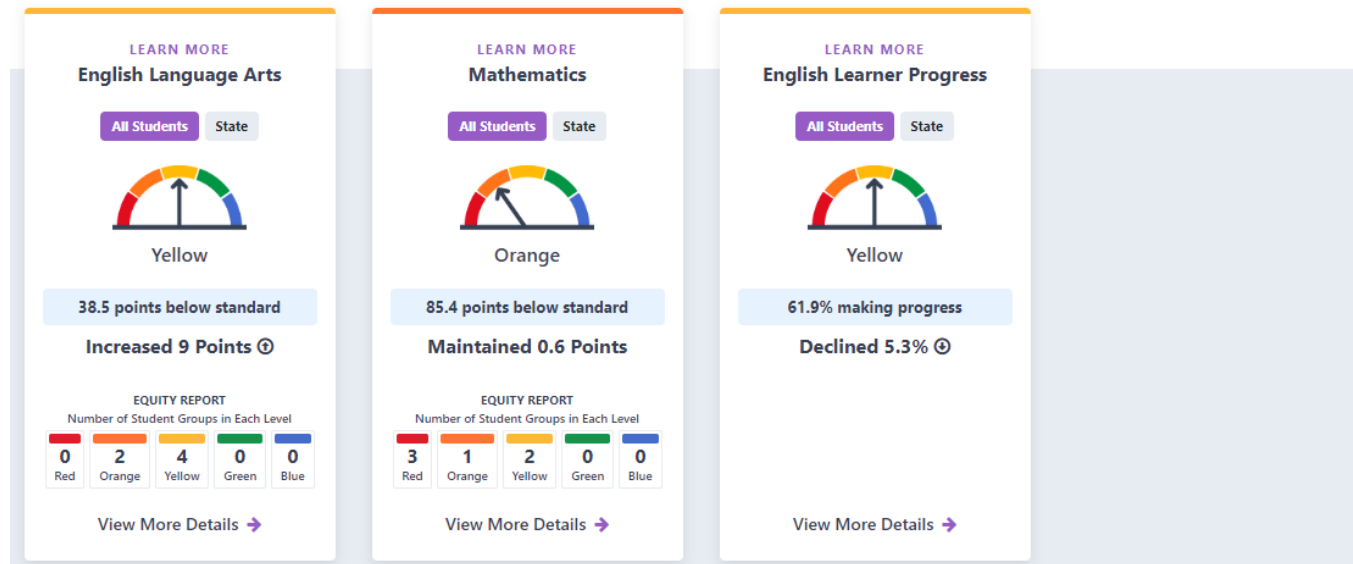 LEARN MORE
English Language Arts
All Students State
Yellow
38.5 points below standard
Increased 9 Points
EQUITY REPORT
Number of Student Groups in Each Level
0 2 4 0 0
Red Orange Yellow Green Blue
View More Details
LEARN MORE
Mathematics
All Students State
Orange
85.4 points below standard
Maintained 0.6 Points
EQUITY REPORT
Number of Student Groups in Each Level
3 1 2 0 0
Red Orange Yellow Green Blue
View More Details
LEARN MORE
English Learner Progress
All Students State
Yellow
61.9% making progress
Declined 5.3%
View More Details